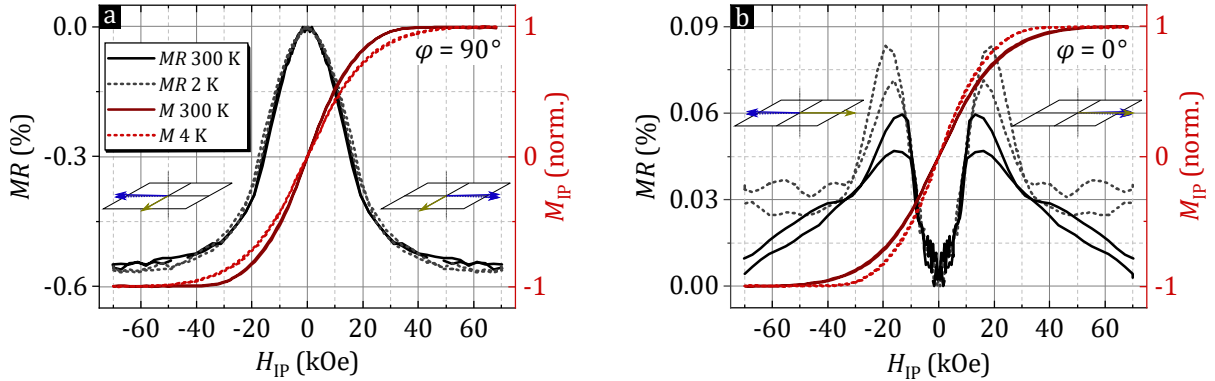 a
φ = 90°
MR 300 K
MR 2 K
M 300 K
M 4 K
0.0
-0.3
-0.6
MR (%)
1
0
-1
M_IP (norm.)
-60 -40 -20 0 20 40 60
H_IP (kOe)
b
φ = 0°
0.09
0.06
0.03
0.00
MR (%)
1
0
-1
M_IP (norm.)
-60 -40 -20 0 20 40 60
H_IP (kOe)